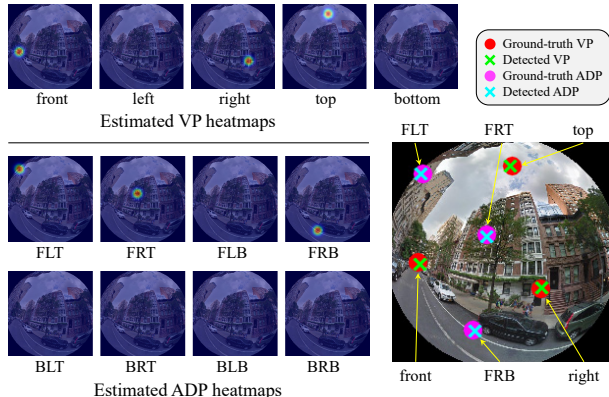 front left right top bottom
Estimated VP heatmaps
Ground-truth VP
Detected VP
Ground-truth ADP
Detected ADP
FLT FRT top
FLT FRT FLB FRB
BLT BRT BLB BRB
Estimated ADP heatmaps
front FRB right